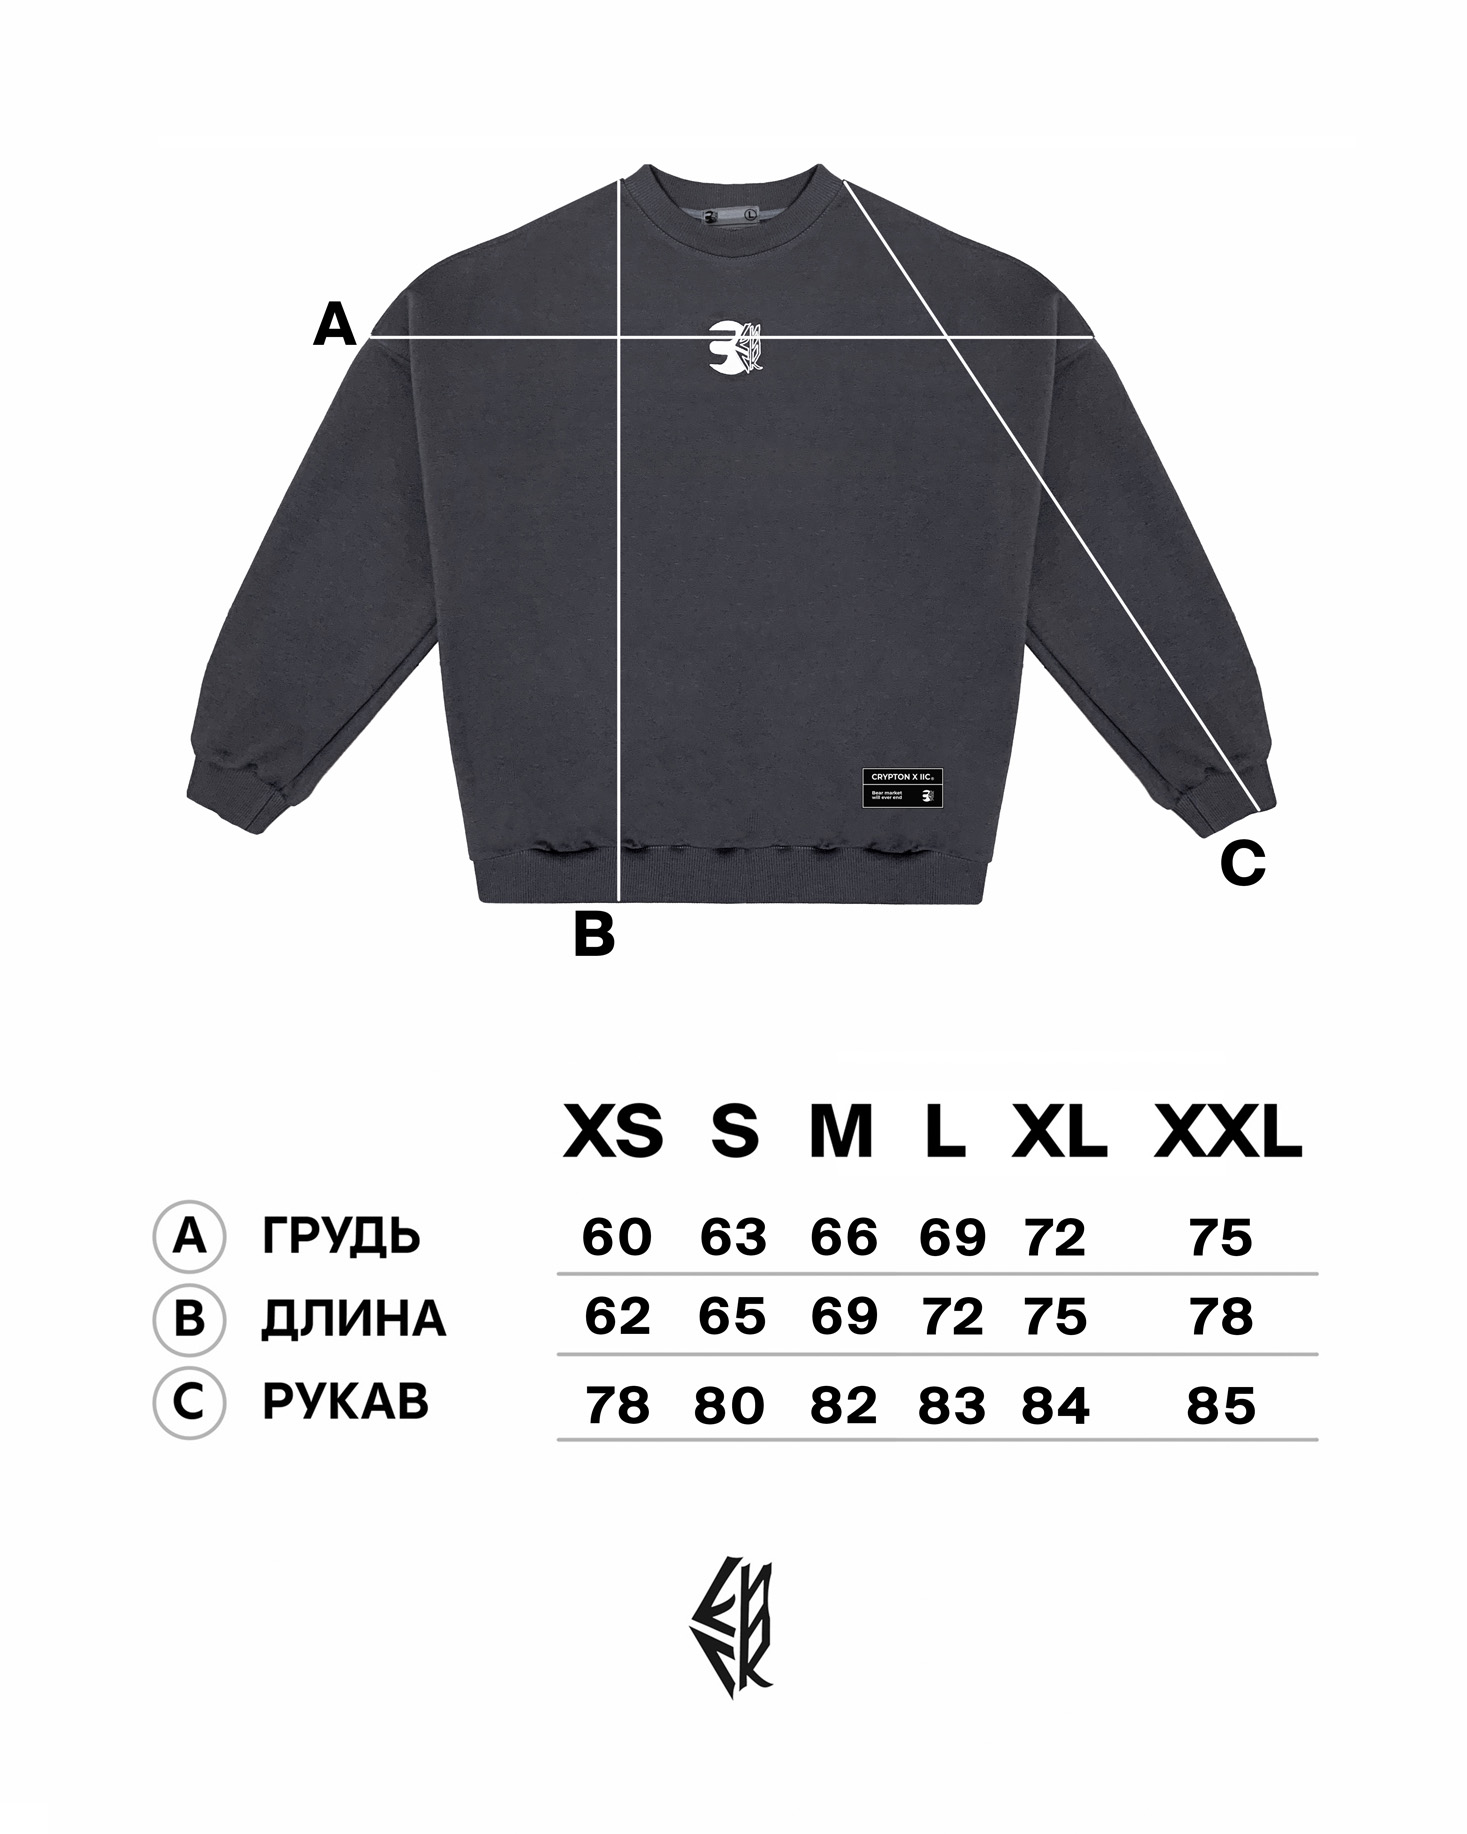 L
A
CRYPTON X IIC
Bear market
will ever end
C
B
XS S M L XL XXL
A ГРУДЬ 60 63 66 69 72 75
B ДЛИНА 62 65 69 72 75 78
C РУКАВ 78 80 82 83 84 85